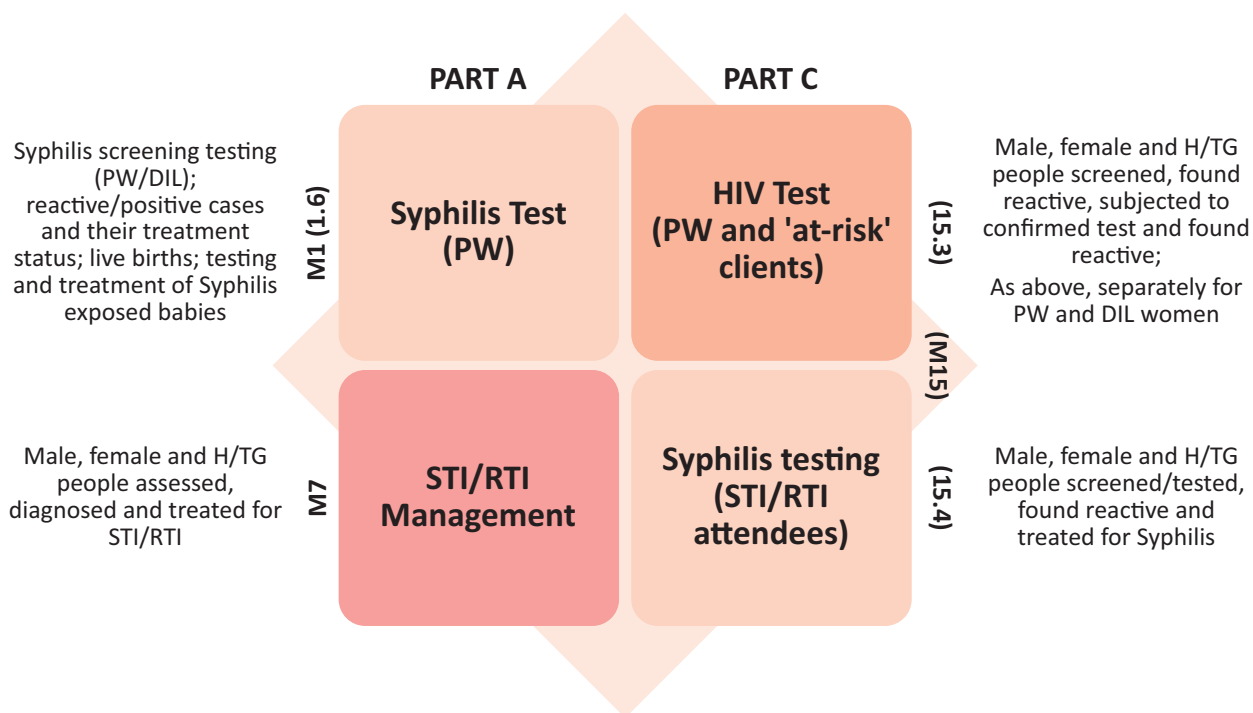 PART A
PART C
Syphilis screening testing
(PW/DIL);
reactive/positive cases
and their treatment
status; live births; testing
and treatment of Syphilis
exposed babies
M1 (1.6)
Syphilis Test
(PW)
HIV Test
(PW and 'at-risk'
clients)
(15.3)
Male, female and H/TG
people screened, found
reactive, subjected to
confirmed test and found
reactive;
As above, separately for
PW and DIL women
(M15)
Male, female and H/TG
people assessed,
diagnosed and treated for
STI/RTI
M7
STI/RTI
Management
Syphilis testing
(STI/RTI
attendees)
(15.4)
Male, female and H/TG
people screened/tested,
found reactive and
treated for Syphilis